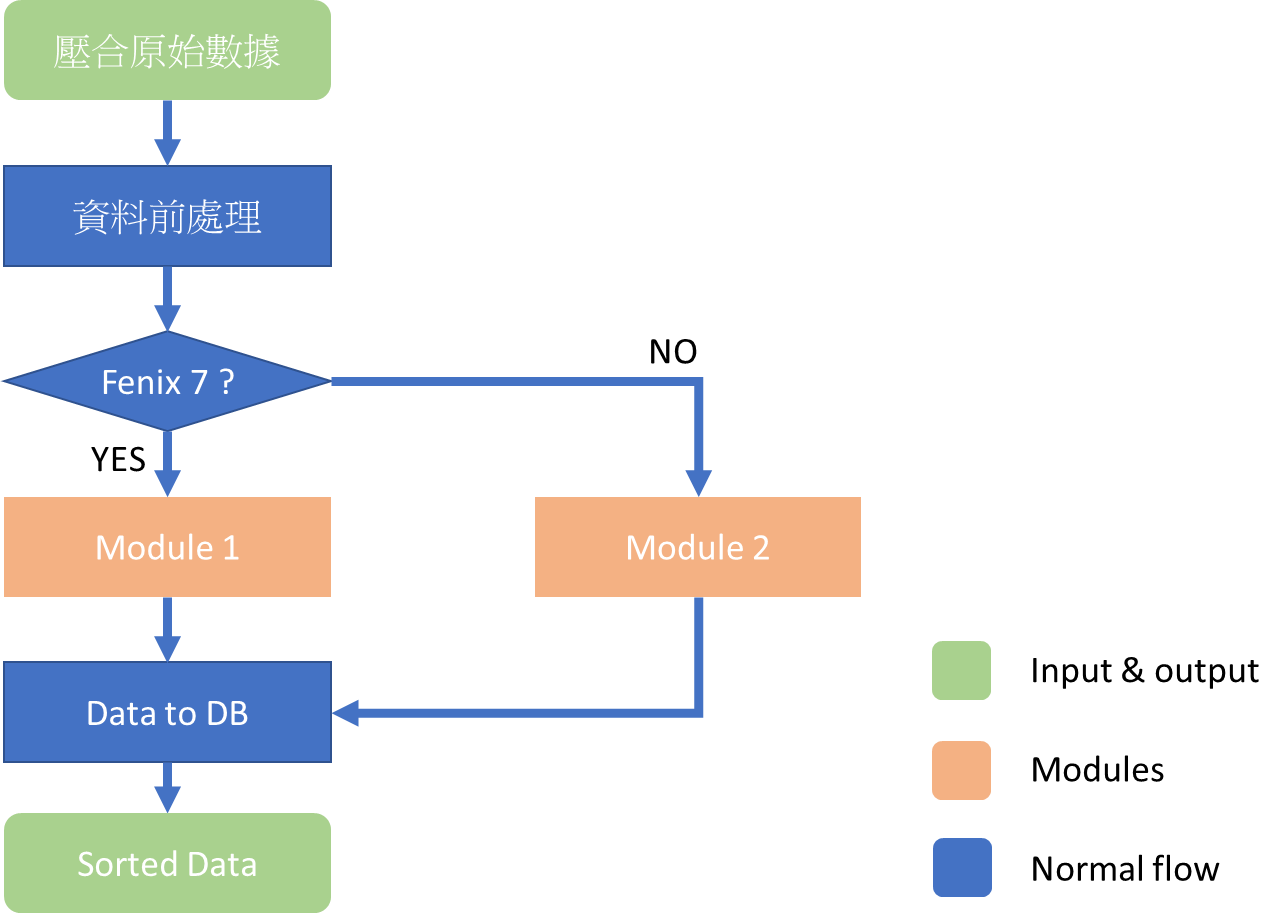 壓合原始數據
資料前處理
Fenix 7 ?
NO
YES
Module 1
Module 2
Data to DB
Sorted Data
Input & output
Modules
Normal flow